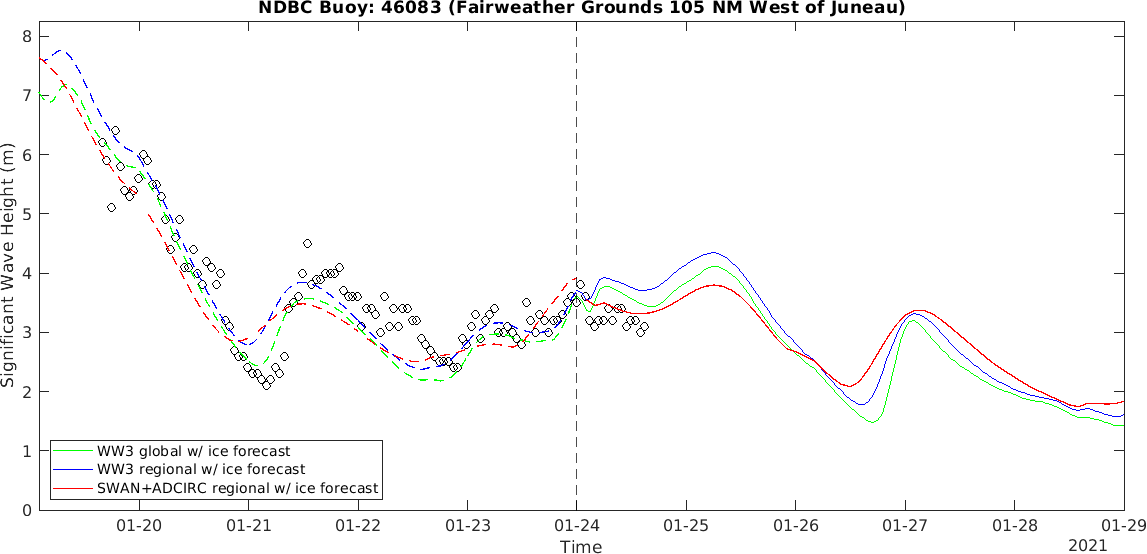 NDBC Buoy: 46083 (Fairweather Grounds 105 NM West of Juneau)
8
7
6
5
4
3
2
1
0
Significant Wave Height (m)
WW3 global w/ ice forecast
WW3 regional w/ ice forecast
SWAN+ADCIRC regional w/ ice forecast
01-20 01-21 01-22 01-23 01-24 01-25 01-26 01-27 01-28 01-29
Time
2021